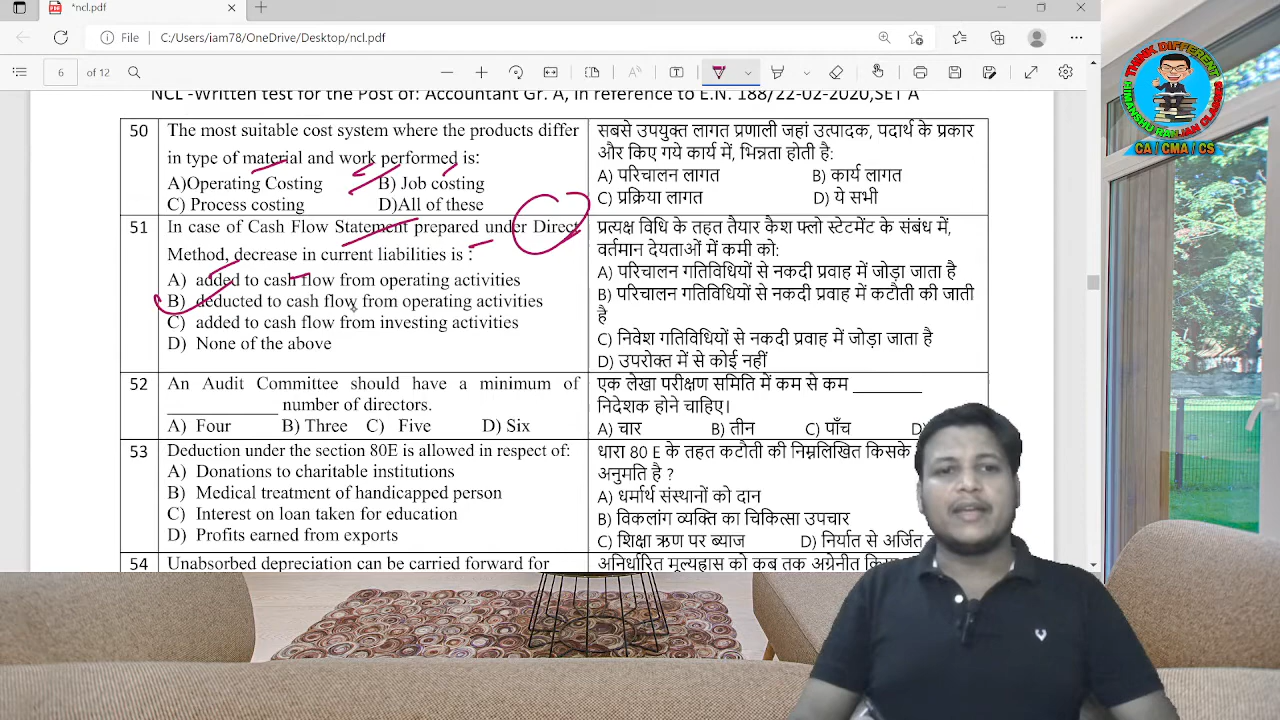 *ncl.pdf
File
C:/Users/iam78/OneDrive/Desktop/ncl.pdf
6 of 12
NCL -Written test for the Post of: Accountant Gr. A, in reference to E.N. 188/22-02-2020,SET A
50
The most suitable cost system where the products differ
in type of material and work performed is:
A)Operating Costing B) Job costing
C) Process costing D)All of these
सबसे उपयुक्त लागत प्रणाली जहां उत्पादक, पदार्थ के प्रकार
और किए गये कार्य में, भिन्नता होती है:
A) परिचालन लागत B) कार्य लागत
C) प्रक्रिया लागत D) ये सभी
51
In case of Cash Flow Statement prepared under Direct
Method, decrease in current liabilities is :
A) added to cash flow from operating activities
B) deducted to cash flow from operating activities
C) added to cash flow from investing activities
D) None of the above
प्रत्यक्ष विधि के तहत तैयार कैश फ्लो स्टेटमेंट के संबंध में,
वर्तमान देयताओं में कमी को:
A) परिचालन गतिविधियों से नकदी प्रवाह में जोड़ा जाता है
B) परिचालन गतिविधियों से नकदी प्रवाह में कटौती की जाती
है
C) निवेश गतिविधियों से नकदी प्रवाह में जोड़ा जाता है
D) उपरोक्त में से कोई नहीं
52
An Audit Committee should have a minimum of
____________ number of directors.
A) Four B) Three C) Five D) Six
एक लेखा परीक्षण समिति में कम से कम ________
निदेशक होने चाहिए।
A) चार B) तीन C) पाँच
53
Deduction under the section 80E is allowed in respect of:
A) Donations to charitable institutions
B) Medical treatment of handicapped person
C) Interest on loan taken for education
D) Profits earned from exports
धारा 80 E के तहत कटौती की निम्नलिखित किसके
अनुमति है ?
A) धर्मार्थ संस्थानों को दान
B) विकलांग व्यक्ति का चिकित्सा उपचार
C) शिक्षा ऋण पर ब्याज D) निर्यात से अर्जित
54
Unabsorbed depreciation can be carried forward for
अनिर्धारित मूल्यह्रास को कब तक अग्रेनीत
THINK DIFFERENT
HIMANSHU RANJAN CLASSES
CA / CMA / CS